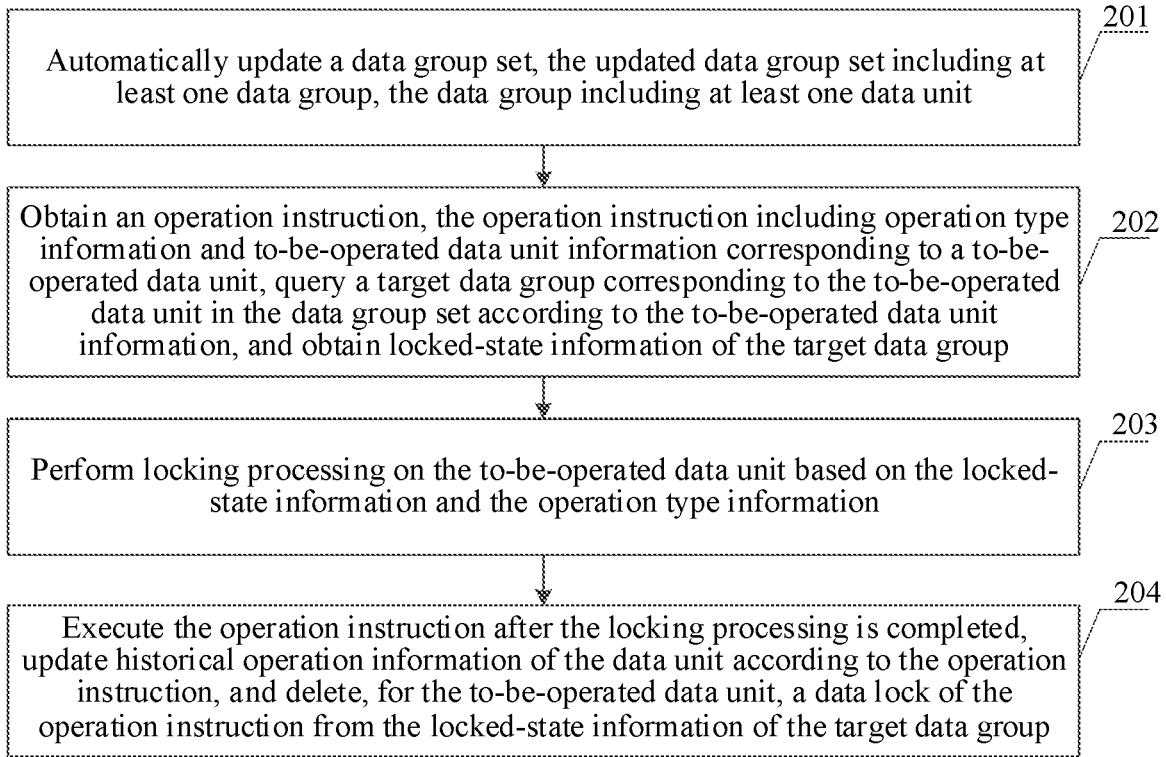 201
Automatically update a data group set, the updated data group set including at
least one data group, the data group including at least one data unit
202
Obtain an operation instruction, the operation instruction including operation type
information and to-be-operated data unit information corresponding to a to-be-
operated data unit, query a target data group corresponding to the to-be-operated
data unit in the data group set according to the to-be-operated data unit
information, and obtain locked-state information of the target data group
203
Perform locking processing on the to-be-operated data unit based on the locked-
state information and the operation type information
204
Execute the operation instruction after the locking processing is completed,
update historical operation information of the data unit according to the operation
instruction, and delete, for the to-be-operated data unit, a data lock of the
operation instruction from the locked-state information of the target data group